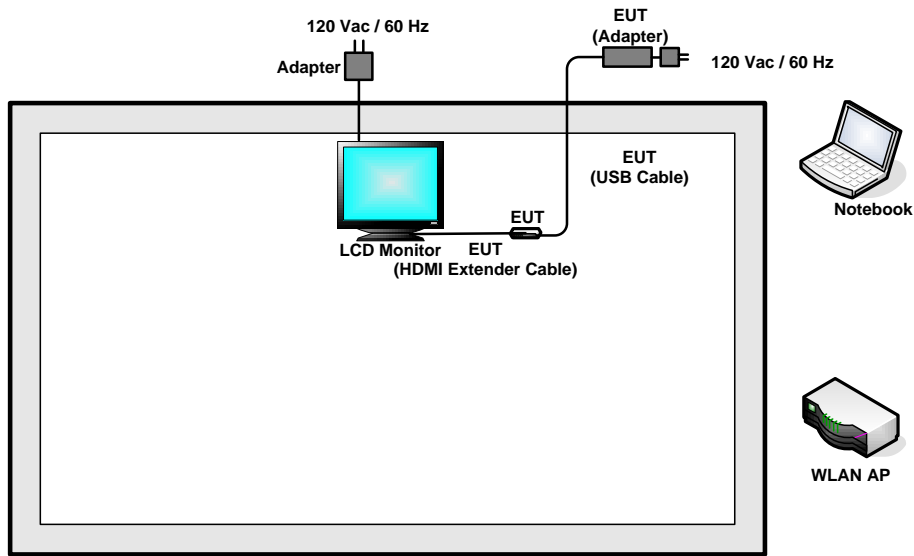 120 Vac / 60 Hz
Adapter
EUT
(Adapter)
120 Vac / 60 Hz
EUT
(USB Cable)
Notebook
EUT
LCD Monitor
EUT
(HDMI Extender Cable)
WLAN AP